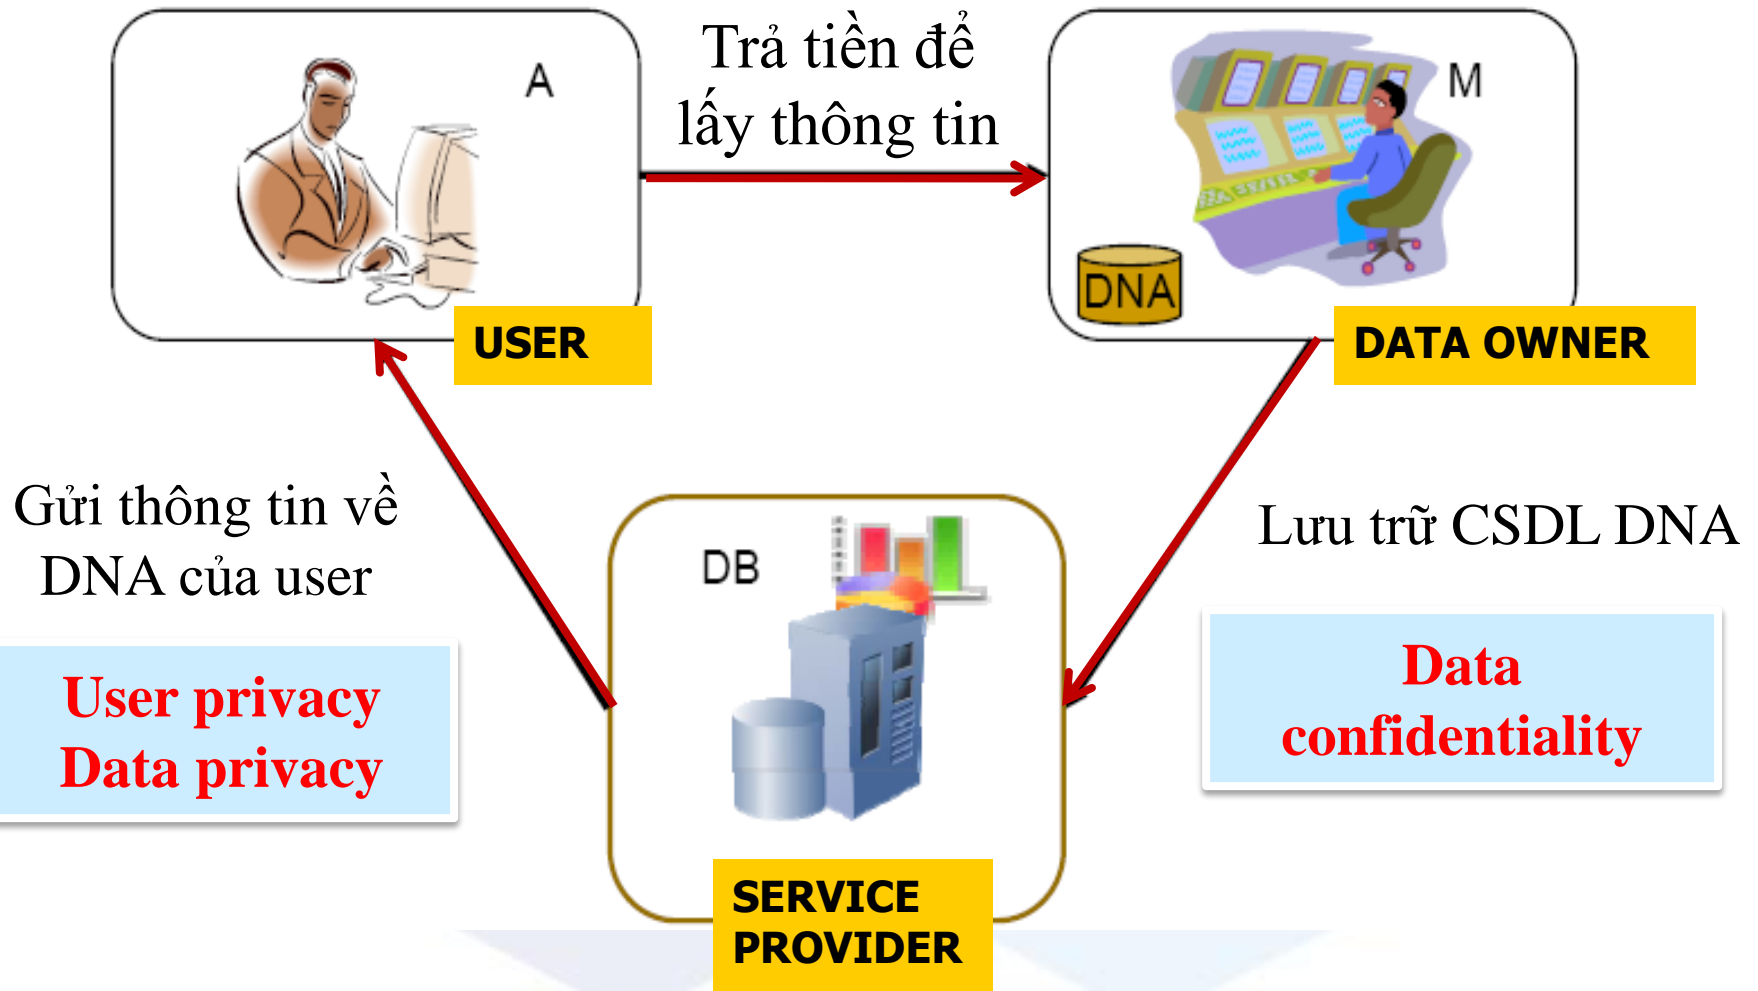 A
Trả tiền để
lấy thông tin
M
DNA
USER
DATA OWNER
Gửi thông tin về
DNA của user
User privacy
Data privacy
DB
Lưu trữ CSDL DNA
Data
confidentiality
SERVICE
PROVIDER